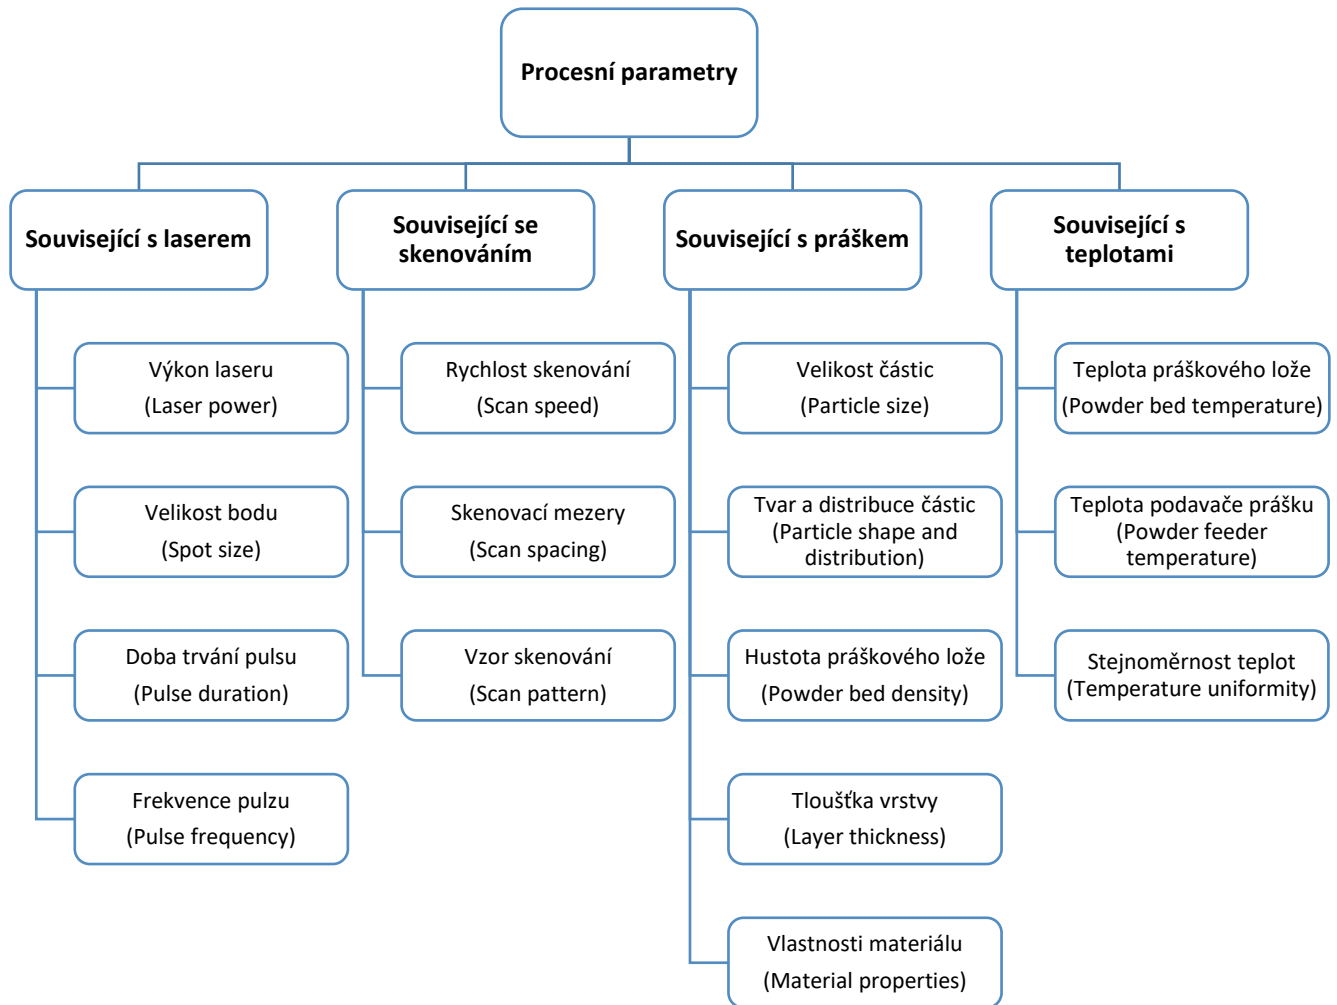 Procesní parametry
Související s laserem
Výkon laseru
(Laser power)
Velikost bodu
(Spot size)
Doba trvání pulsu
(Pulse duration)
Frekvence pulzu
(Pulse frequency)
Související se
skenováním
Rychlost skenování
(Scan speed)
Skenovací mezery
(Scan spacing)
Vzor skenování
(Scan pattern)
Související s práškem
Velikost částic
(Particle size)
Tvar a distribuce částic
(Particle shape and
distribution)
Hustota práškového lože
(Powder bed density)
Tloušťka vrstvy
(Layer thickness)
Vlastnosti materiálu
(Material properties)
Související s
teplotami
Teplota práškového lože
(Powder bed temperature)
Teplota podavače prášku
(Powder feeder
temperature)
Stejnoměrnost teplot
(Temperature uniformity)